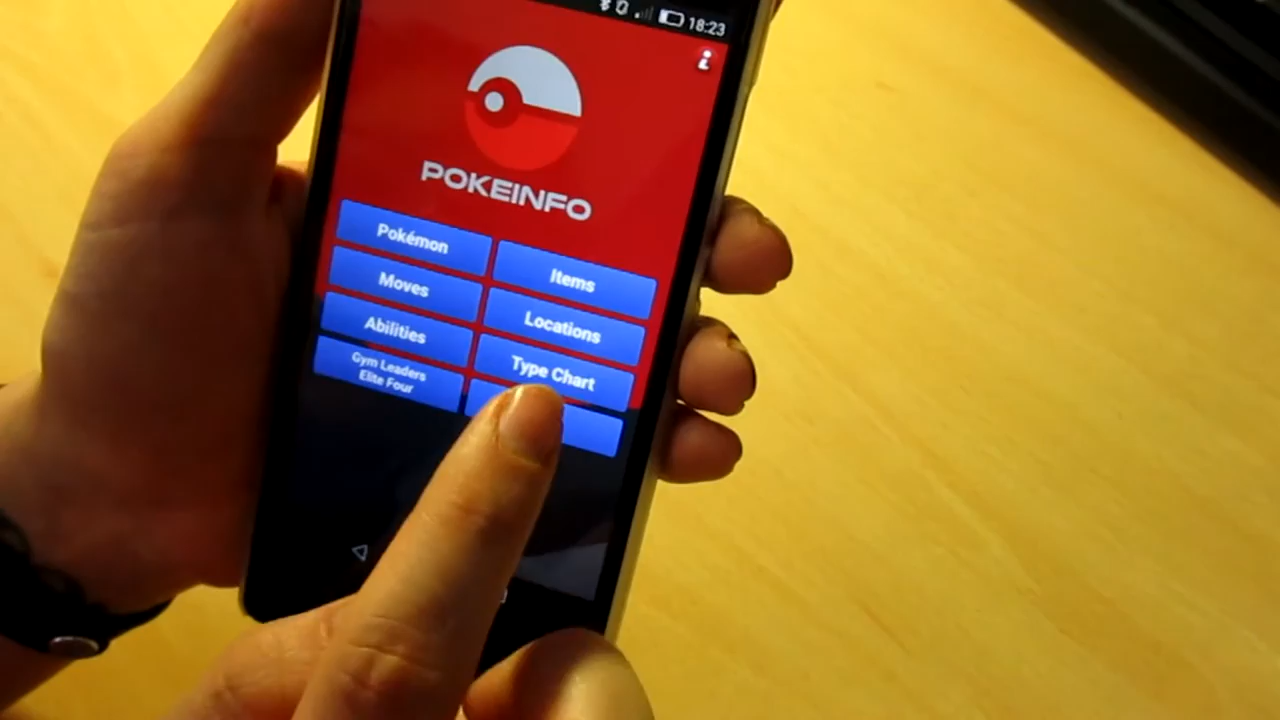 18:23
i
POKEINFO
Pokémon
Items
Moves
Locations
Abilities
Type Chart
Gym Leaders
Elite Four